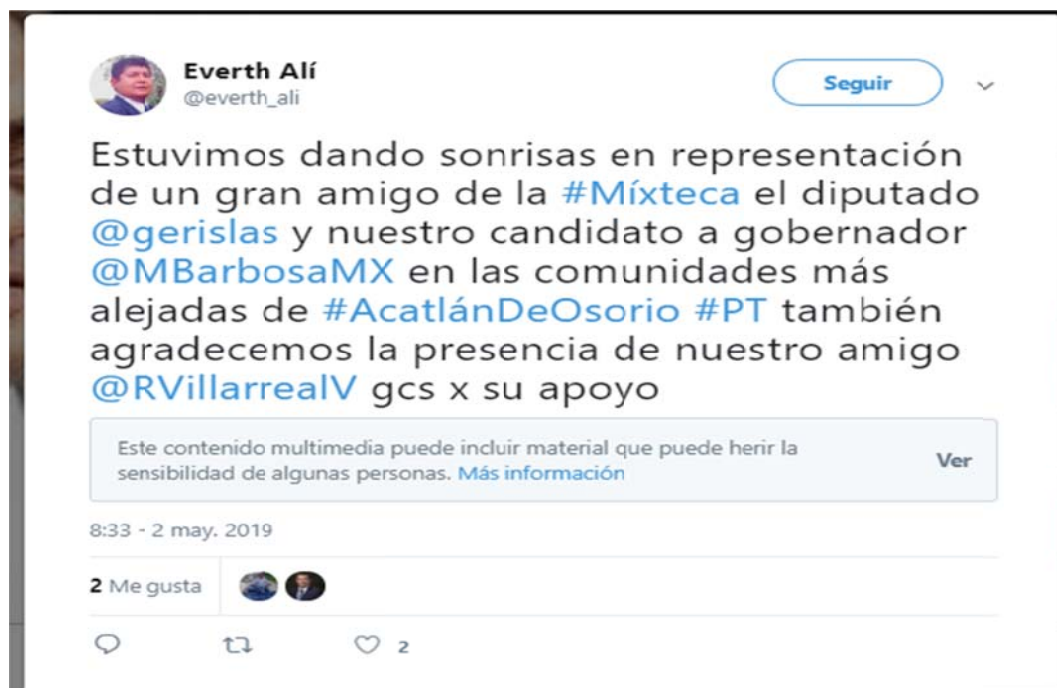 Everth Alí
@everth_ali
Seguir
Estuvimos dando sonrisas en representación
de un gran amigo de la #Míxteca el diputado
@gerislas y nuestro candidato a gobernador
@MBarbosaMX en las comunidades más
alejadas de #AcatlánDeOsorio #PT también
agradecemos la presencia de nuestro amigo
@RVillarrealV gcs x su apoyo
Este contenido multimedia puede incluir material que puede herir la
sensibilidad de algunas personas. Más información
Ver
8:33 - 2 may. 2019
2 Me gusta
2